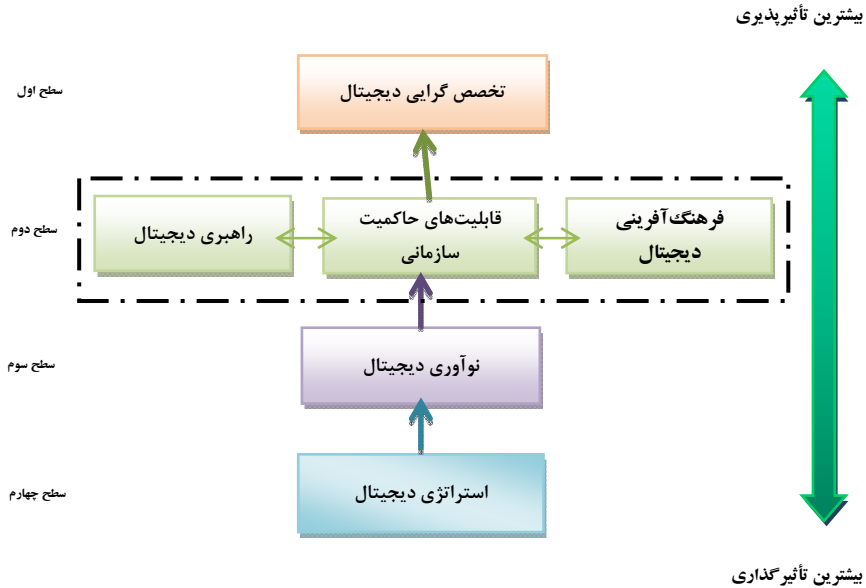 بیشترین تأثیرپذیری
سطح اول
تخصص گرایی دیجیتال
سطح دوم
فرهنگ‌آفرینی
دیجیتال
قابلیت‌های حاکمیت
سازمانی
راهبری دیجیتال
سطح سوم
نوآوری دیجیتال
سطح چهارم
استراتژی دیجیتال
بیشترین تأثیرگذاری